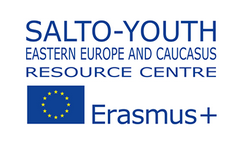 SALTO-YOUTH
EASTERN EUROPE AND CAUCASUS
RESOURCE CENTRE
Erasmus+